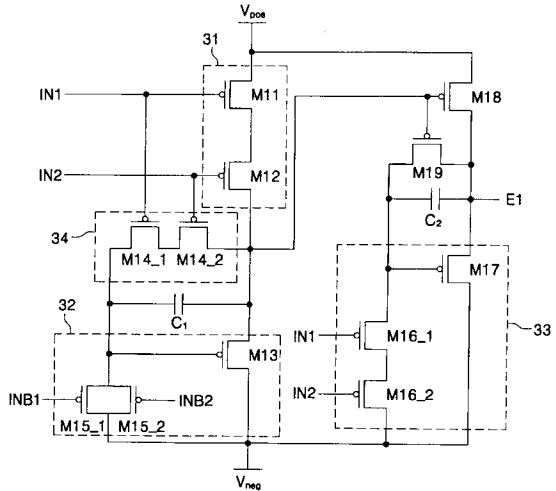 Vpos
31
IN1
M11
M18
IN2
M12
M19
E1
34
M14_1
M14_2
C2
M17
32
C1
M13
IN1
M16_1
33
INB1
INB2
IN2
M16_2
M15_1
M15_2
Vneg